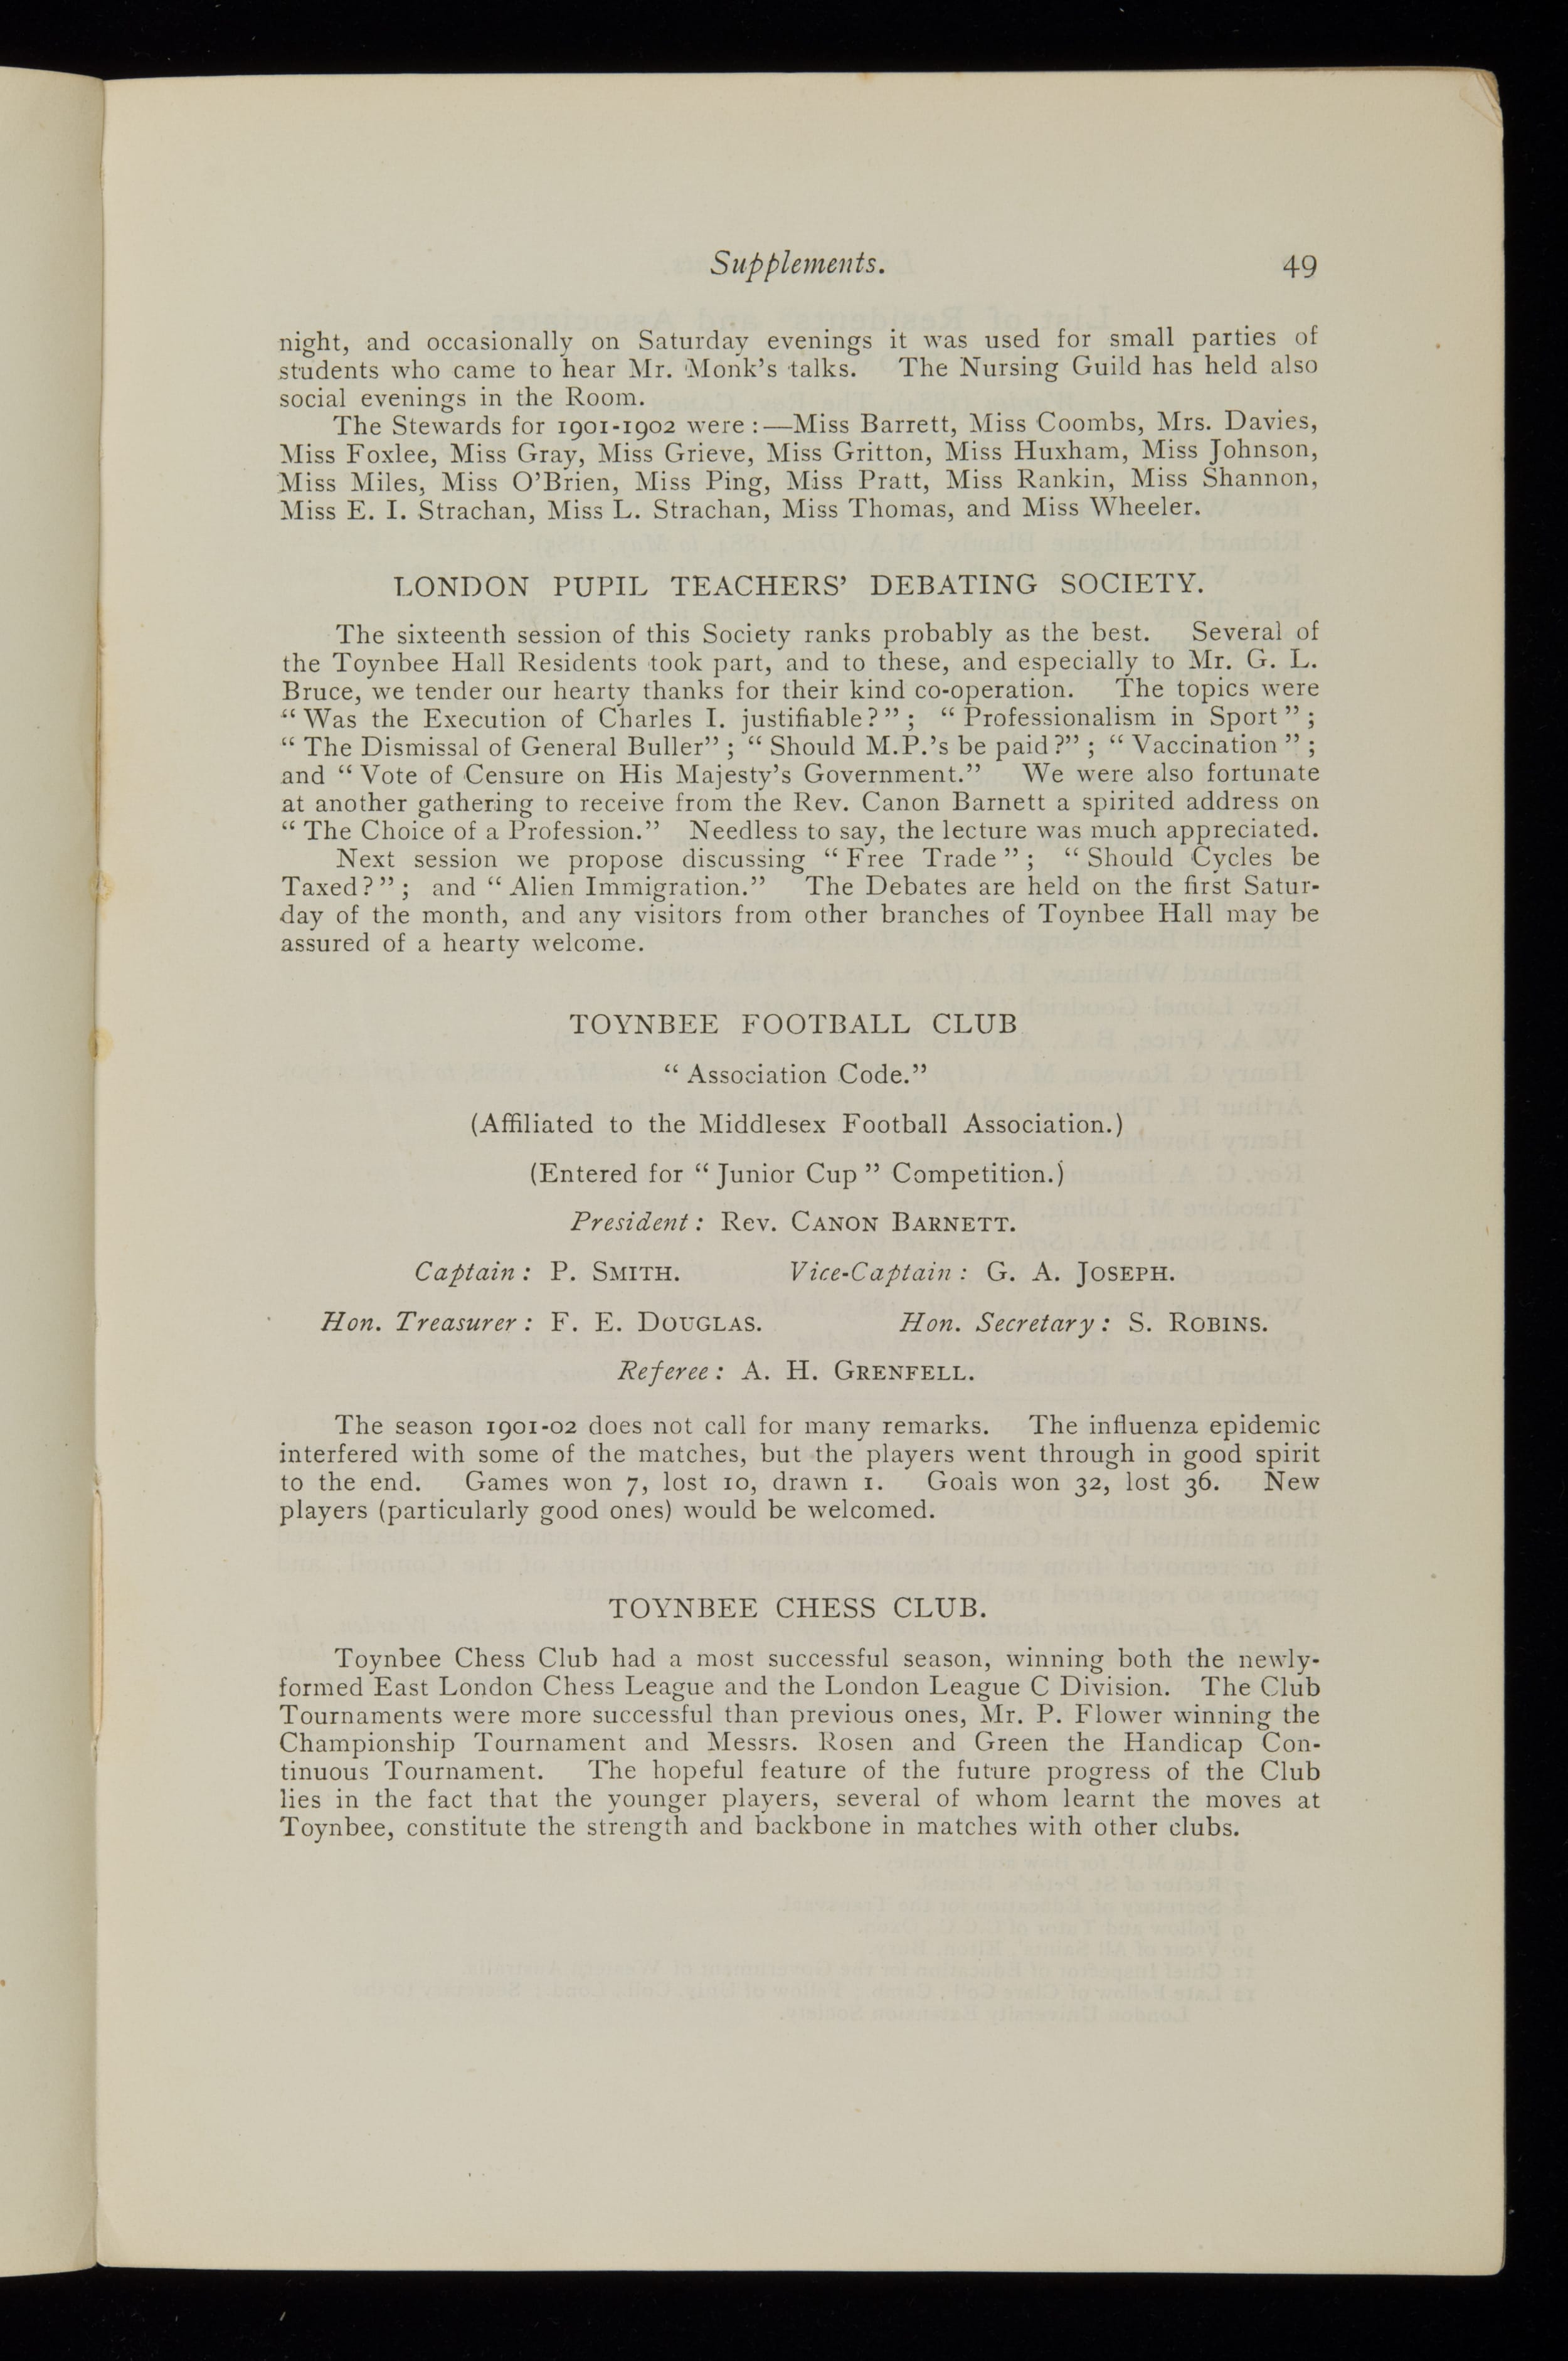 Supplements. 49
night, and occasionally on Saturday evenings it was used for small parties of
students who came to hear Mr. Monk's talks. The Nursing Guild has held also
social evenings in the Room.
The Stewards for 1901-1902 were :—Miss Barrett, Miss Coombs, Mrs. Davies,
Miss Foxlee, Miss Gray, Miss Grieve, Miss Gritton, Miss Huxham, Miss Johnson,
Miss Miles, Miss O'Brien, Miss Ping, Miss Pratt, Miss Rankin, Miss Shannon,
Miss E. I. Strachan, Miss L. Strachan, Miss Thomas, and Miss Wheeler.
LONDON PUPIL TEACHERS' DEBATING SOCIETY.
The sixteenth session of this Society ranks probably as the best. Several of
the Toynbee Hall Residents took part, and to these, and especially to Mr. G. L.
Bruce, we tender our hearty thanks for their kind co-operation. The topics were
“ Was the Execution of Charles I. justifiable ? ” ; “ Professionalism in Sport ” ;
“ The Dismissal of General Buller” ; “ Should M.P.'s be paid ?” ; “ Vaccination ” ;
and “ Vote of Censure on His Majesty's Government.” We were also fortunate
at another gathering to receive from the Rev. Canon Barnett a spirited address on
“ The Choice of a Profession.” Needless to say, the lecture was much appreciated.
Next session we propose discussing “ Free Trade ” ; “ Should Cycles be
Taxed ? ” ; and “ Alien Immigration.” The Debates are held on the first Satur-
day of the month, and any visitors from other branches of Toynbee Hall may be
assured of a hearty welcome.
TOYNBEE FOOTBALL CLUB
“ Association Code.”
(Affiliated to the Middlesex Football Association.)
(Entered for “ Junior Cup ” Competition.)
President : Rev. CANON BARNETT.
Captain : P. SMITH. Vice-Captain : G. A. JOSEPH.
Hon. Treasurer : F. E. DOUGLAS. Hon. Secretary : S. ROBINS.
Referee : A. H. GRENFELL.
The season 1901-02 does not call for many remarks. The influenza epidemic
interfered with some of the matches, but the players went through in good spirit
to the end. Games won 7, lost 10, drawn 1. Goals won 32, lost 36. New
players (particularly good ones) would be welcomed.
TOYNBEE CHESS CLUB.
Toynbee Chess Club had a most successful season, winning both the newly-
formed East London Chess League and the London League C Division. The Club
Tournaments were more successful than previous ones, Mr. P. Flower winning the
Championship Tournament and Messrs. Rosen and Green the Handicap Con-
tinuous Tournament. The hopeful feature of the future progress of the Club
lies in the fact that the younger players, several of whom learnt the moves at
Toynbee, constitute the strength and backbone in matches with other clubs.